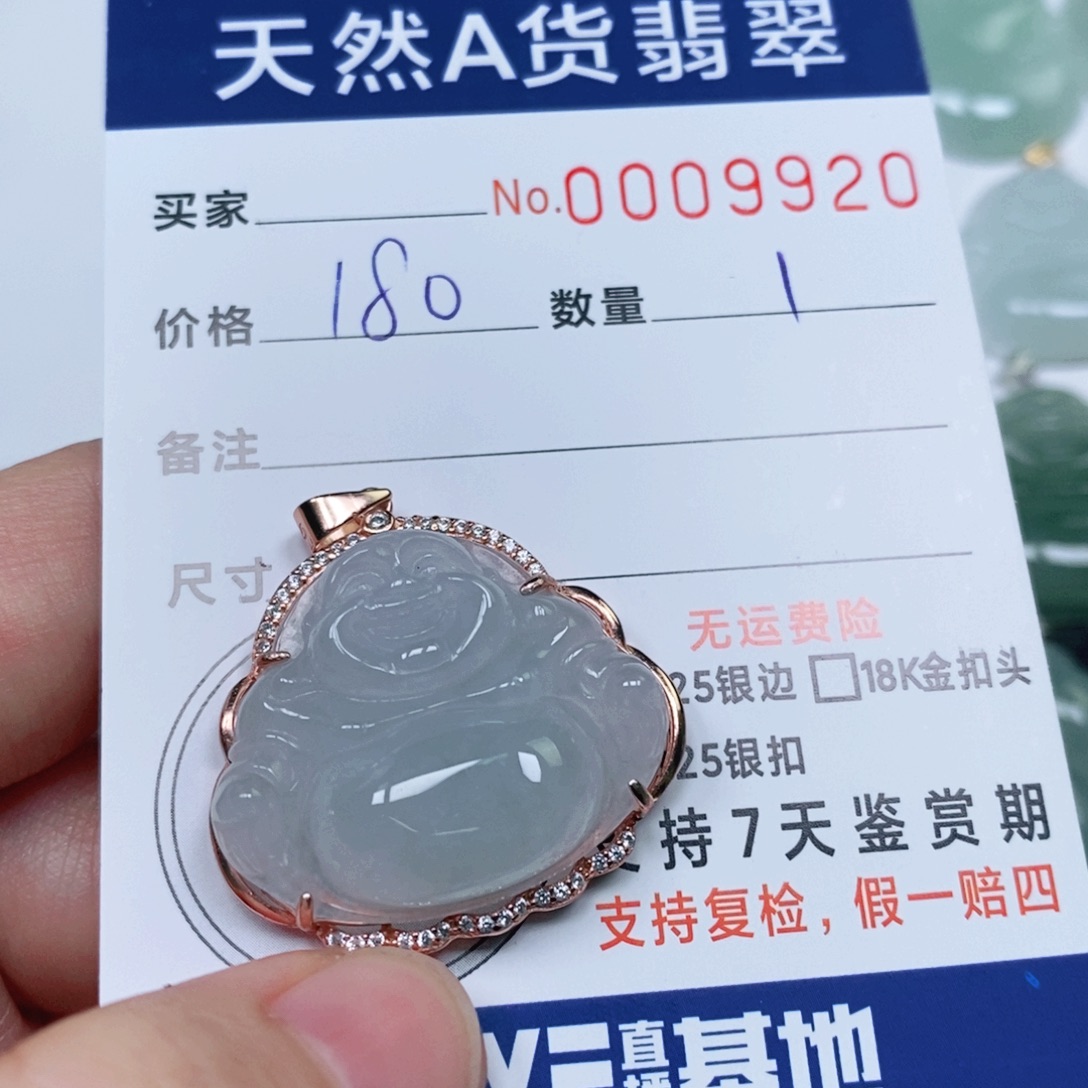 天然A货翡翠
买家 No.0009920
价格 180 数量 1
备注
尺寸
无运费险
25银边 □18K金扣头
25银扣
持7天鉴赏期
支持复检，假一赔四
直播基地